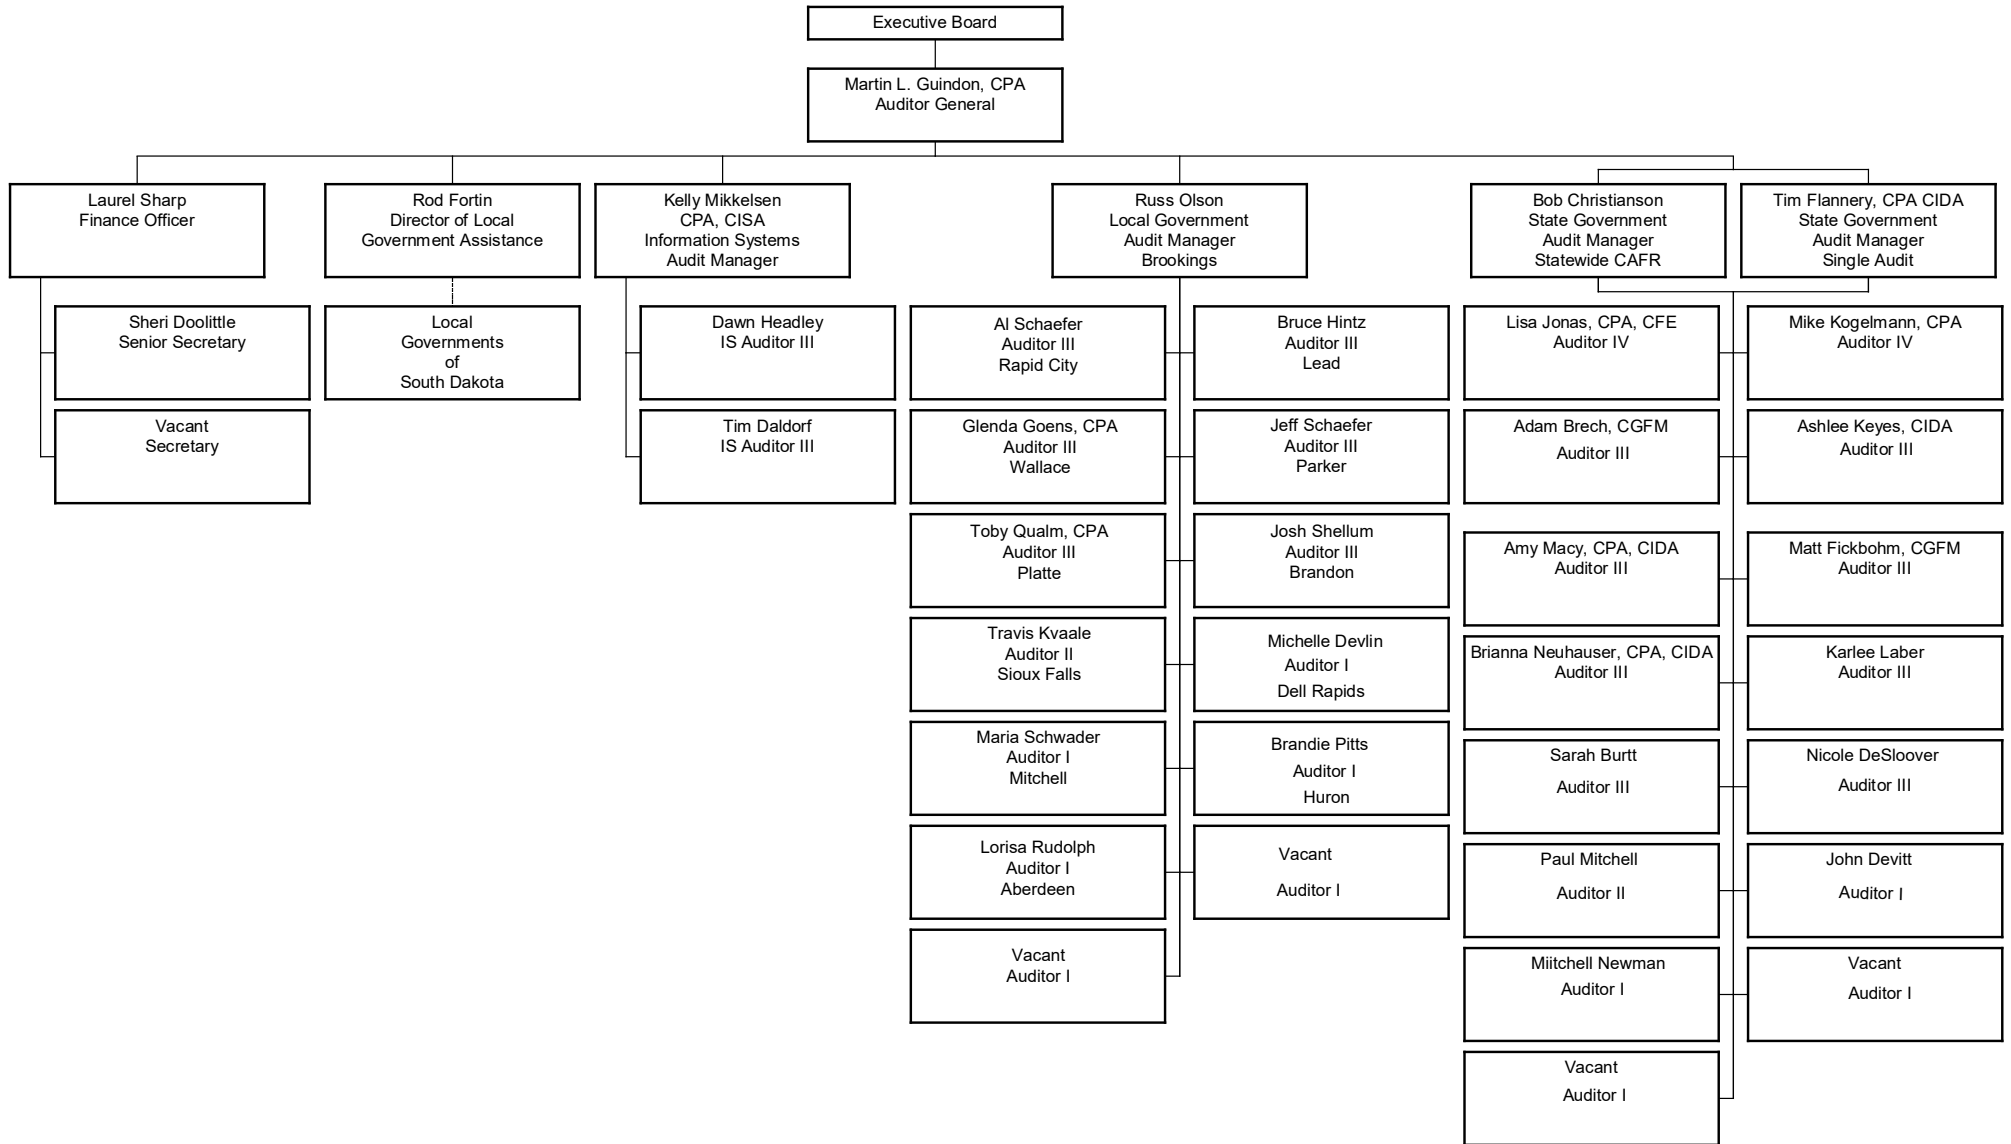 Executive Board
Martin L. Guindon, CPA
Auditor General
Laurel Sharp
Finance Officer
Rod Fortin
Director of Local
Government Assistance
Kelly Mikkelsen
CPA, CISA
Information Systems
Audit Manager
Russ Olson
Local Government
Audit Manager
Brookings
Bob Christianson
State Government
Audit Manager
Statewide CAFR
Tim Flannery, CPA CIDA
State Government
Audit Manager
Single Audit
Sheri Doolittle
Senior Secretary
Vacant
Secretary
Local
Governments
of
South Dakota
Dawn Headley
IS Auditor III
Tim Daldorf
IS Auditor III
Al Schaefer
Auditor III
Rapid City
Bruce Hintz
Auditor III
Lead
Glenda Goens, CPA
Auditor III
Wallace
Jeff Schaefer
Auditor III
Parker
Toby Qualm, CPA
Auditor III
Platte
Josh Shellum
Auditor III
Brandon
Travis Kvaale
Auditor II
Sioux Falls
Michelle Devlin
Auditor I
Dell Rapids
Maria Schwader
Auditor I
Mitchell
Brandie Pitts
Auditor I
Huron
Lorisa Rudolph
Auditor I
Aberdeen
Vacant
Auditor I
Vacant
Auditor I
Lisa Jonas, CPA, CFE
Auditor IV
Mike Kogelmann, CPA
Auditor IV
Adam Brech, CGFM
Auditor III
Ashlee Keyes, CIDA
Auditor III
Amy Macy, CPA, CIDA
Auditor III
Matt Fickbohm, CGFM
Auditor III
Brianna Neuhauser, CPA, CIDA
Auditor III
Karlee Laber
Auditor III
Sarah Burtt
Auditor III
Nicole DeSloover
Auditor III
Paul Mitchell
Auditor II
John Devitt
Auditor I
Miitchell Newman
Auditor I
Vacant
Auditor I
Vacant
Auditor I